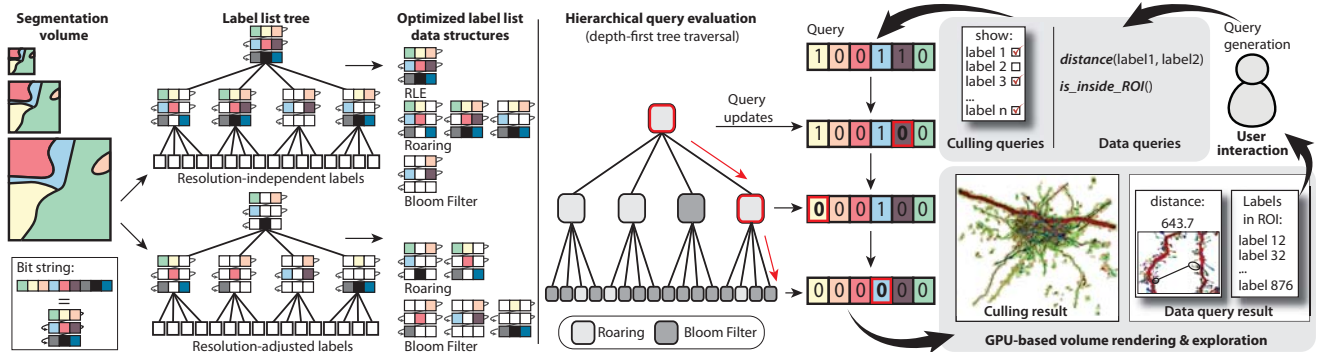 Segmentation
volume
Bit string:
=
Label list tree
Resolution-independent labels
Resolution-adjusted labels
Optimized label list
data structures
RLE
Roaring
Bloom Filter
Roaring
Bloom Filter
Hierarchical query evaluation
(depth-first tree traversal)
Query
updates
Roaring
Bloom Filter
Query
1 0 0 1 1 0
1 0 0 1 0 0
0 0 0 1 0 0
0 0 0 0 0 0
show:
label 1
label 2
label 3
...
label n
Culling queries
distance(label1, label2)
is_inside_ROI()
Data queries
Query
generation
User
interaction
Culling result
distance:
643.7
Labels
in ROI:
label 12
label 32
...
label 876
Data query result
GPU-based volume rendering & exploration